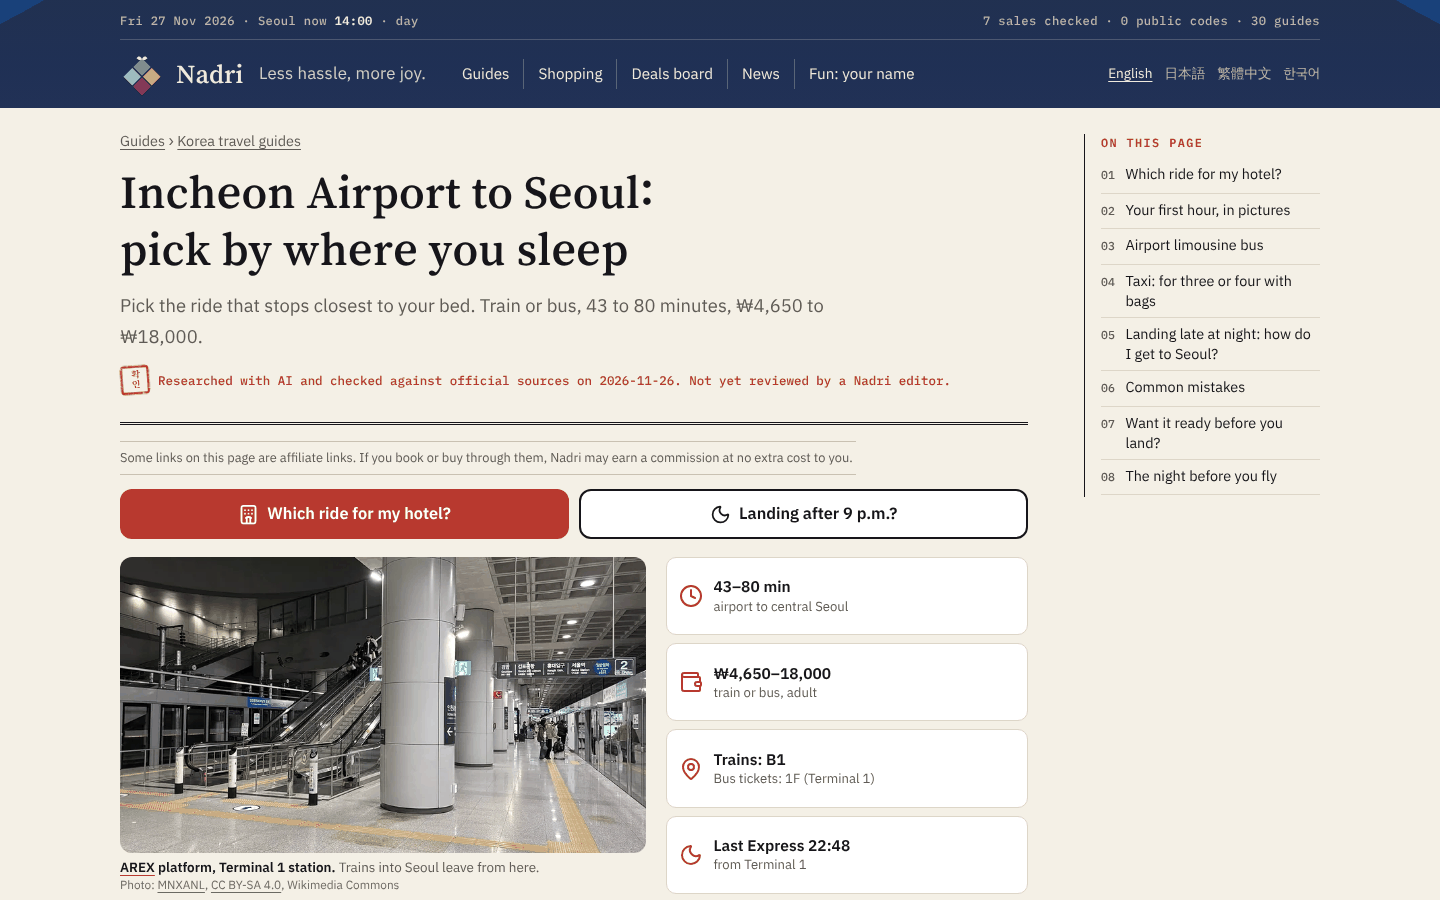 Fri 27 Nov 2026 · Seoul now 14:00 · day
7 sales checked · 0 public codes · 30 guides
Nadri
Less hassle, more joy.
Guides
Shopping
Deals board
News
Fun: your name
English
日本語
繁體中文
한국어
Guides › Korea travel guides
Incheon Airport to Seoul:
pick by where you sleep
Pick the ride that stops closest to your bed. Train or bus, 43 to 80 minutes, ₩4,650 to
₩18,000.
확
인
Researched with AI and checked against official sources on 2026-11-26. Not yet reviewed by a Nadri editor.
Some links on this page are affiliate links. If you book or buy through them, Nadri may earn a commission at no extra cost to you.
Which ride for my hotel?
Landing after 9 p.m.?
2
43–80 min
airport to central Seoul
₩4,650–18,000
train or bus, adult
Trains: B1
Bus tickets: 1F (Terminal 1)
Last Express 22:48
from Terminal 1
AREX platform, Terminal 1 station. Trains into Seoul leave from here.
Photo: MNXANL, CC BY-SA 4.0, Wikimedia Commons
ON THIS PAGE
01 Which ride for my hotel?
02 Your first hour, in pictures
03 Airport limousine bus
04 Taxi: for three or four with
bags
05 Landing late at night: how do
I get to Seoul?
06 Common mistakes
07 Want it ready before you
land?
08 The night before you fly